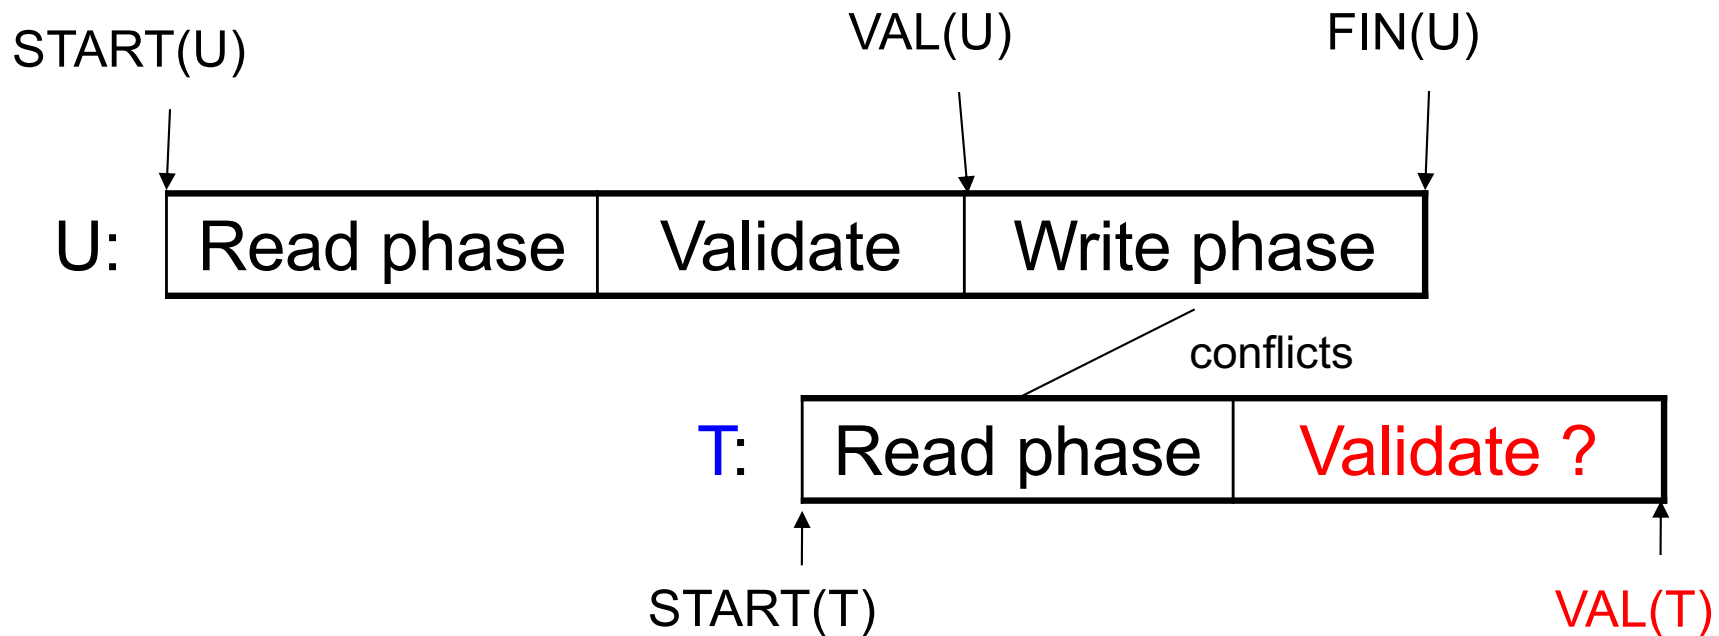 START(U) VAL(U) FIN(U)
U: Read phase Validate Write phase
conflicts
T: Read phase Validate ?
START(T) VAL(T)